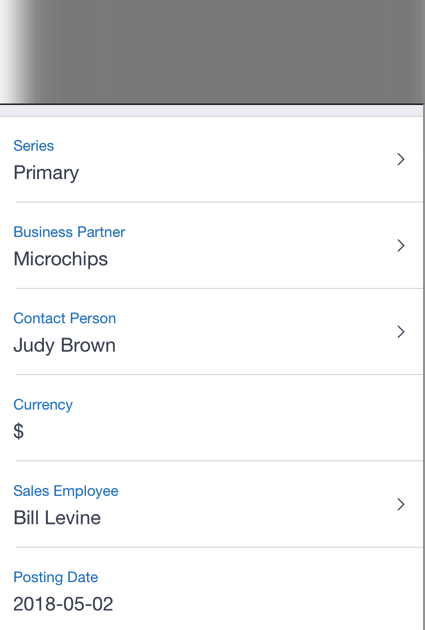 Series
Primary
Business Partner
Microchips
Contact Person
Judy Brown
Currency
$
Sales Employee
Bill Levine
Posting Date
2018-05-02